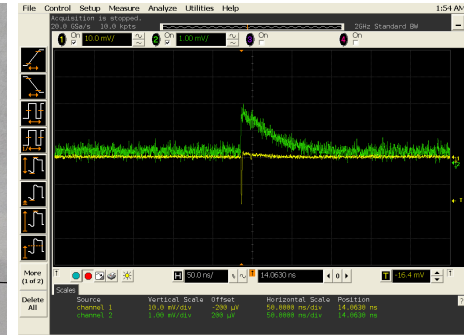 File Control Setup Measure Analyze Utilities Help 1:54 AM
Acquisition is stopped.
20.0 GSa/s 10.0 kpts 2GHz Standard BW
1 On 10.0 mV/ 2 On 1.00 mV/ 3 On 4 On
More
(1 of 2)
Delete
All
H 50.0 ns/ 14.0630 ns 0 T -16.4 mV
Scales
Source Vertical Scale Offset Horizontal Scale Position
channel 1 10.0 mV/div -200 µV 50.0000 ns/div 14.0630 ns
channel 2 1.00 mV/div 200 µV 50.0000 ns/div 14.0630 ns